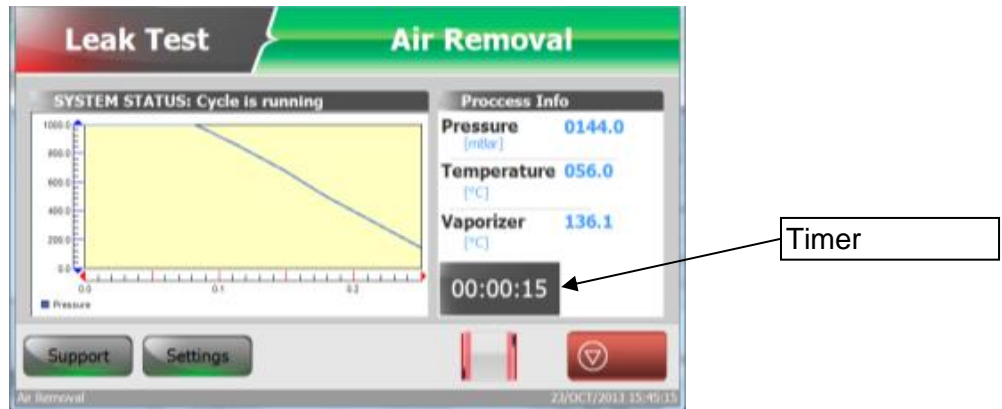 Leak Test
Air Removal
SYSTEM STATUS: Cycle is running
1000.0
800.0
600.0
400.0
200.0
0.0
0.0
0.1
0.2
Pressure
Proccess Info
Pressure 0144.0
[mBar]
Temperature 056.0
[°C]
Vaporizer 136.1
[°C]
00:00:15
Timer
Support
Settings
Air Removal
23/OCT/2013 15:45:15